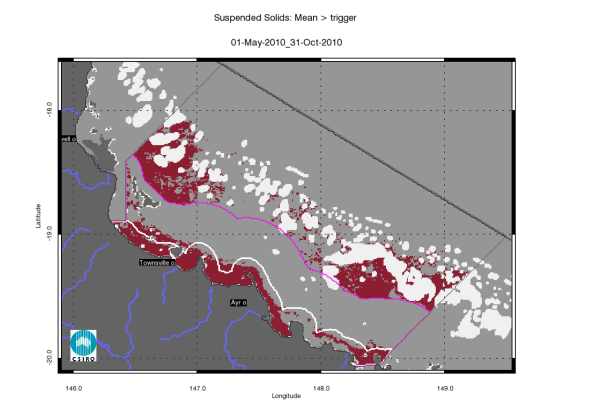 Suspended Solids: Mean > trigger
01-May-2010_31-Oct-2010
-18.0
well o
Latitude
-19.0
Townsville o
Ayr o
CSIRO
-20.0
146.0 147.0 148.0 149.0
Longitude